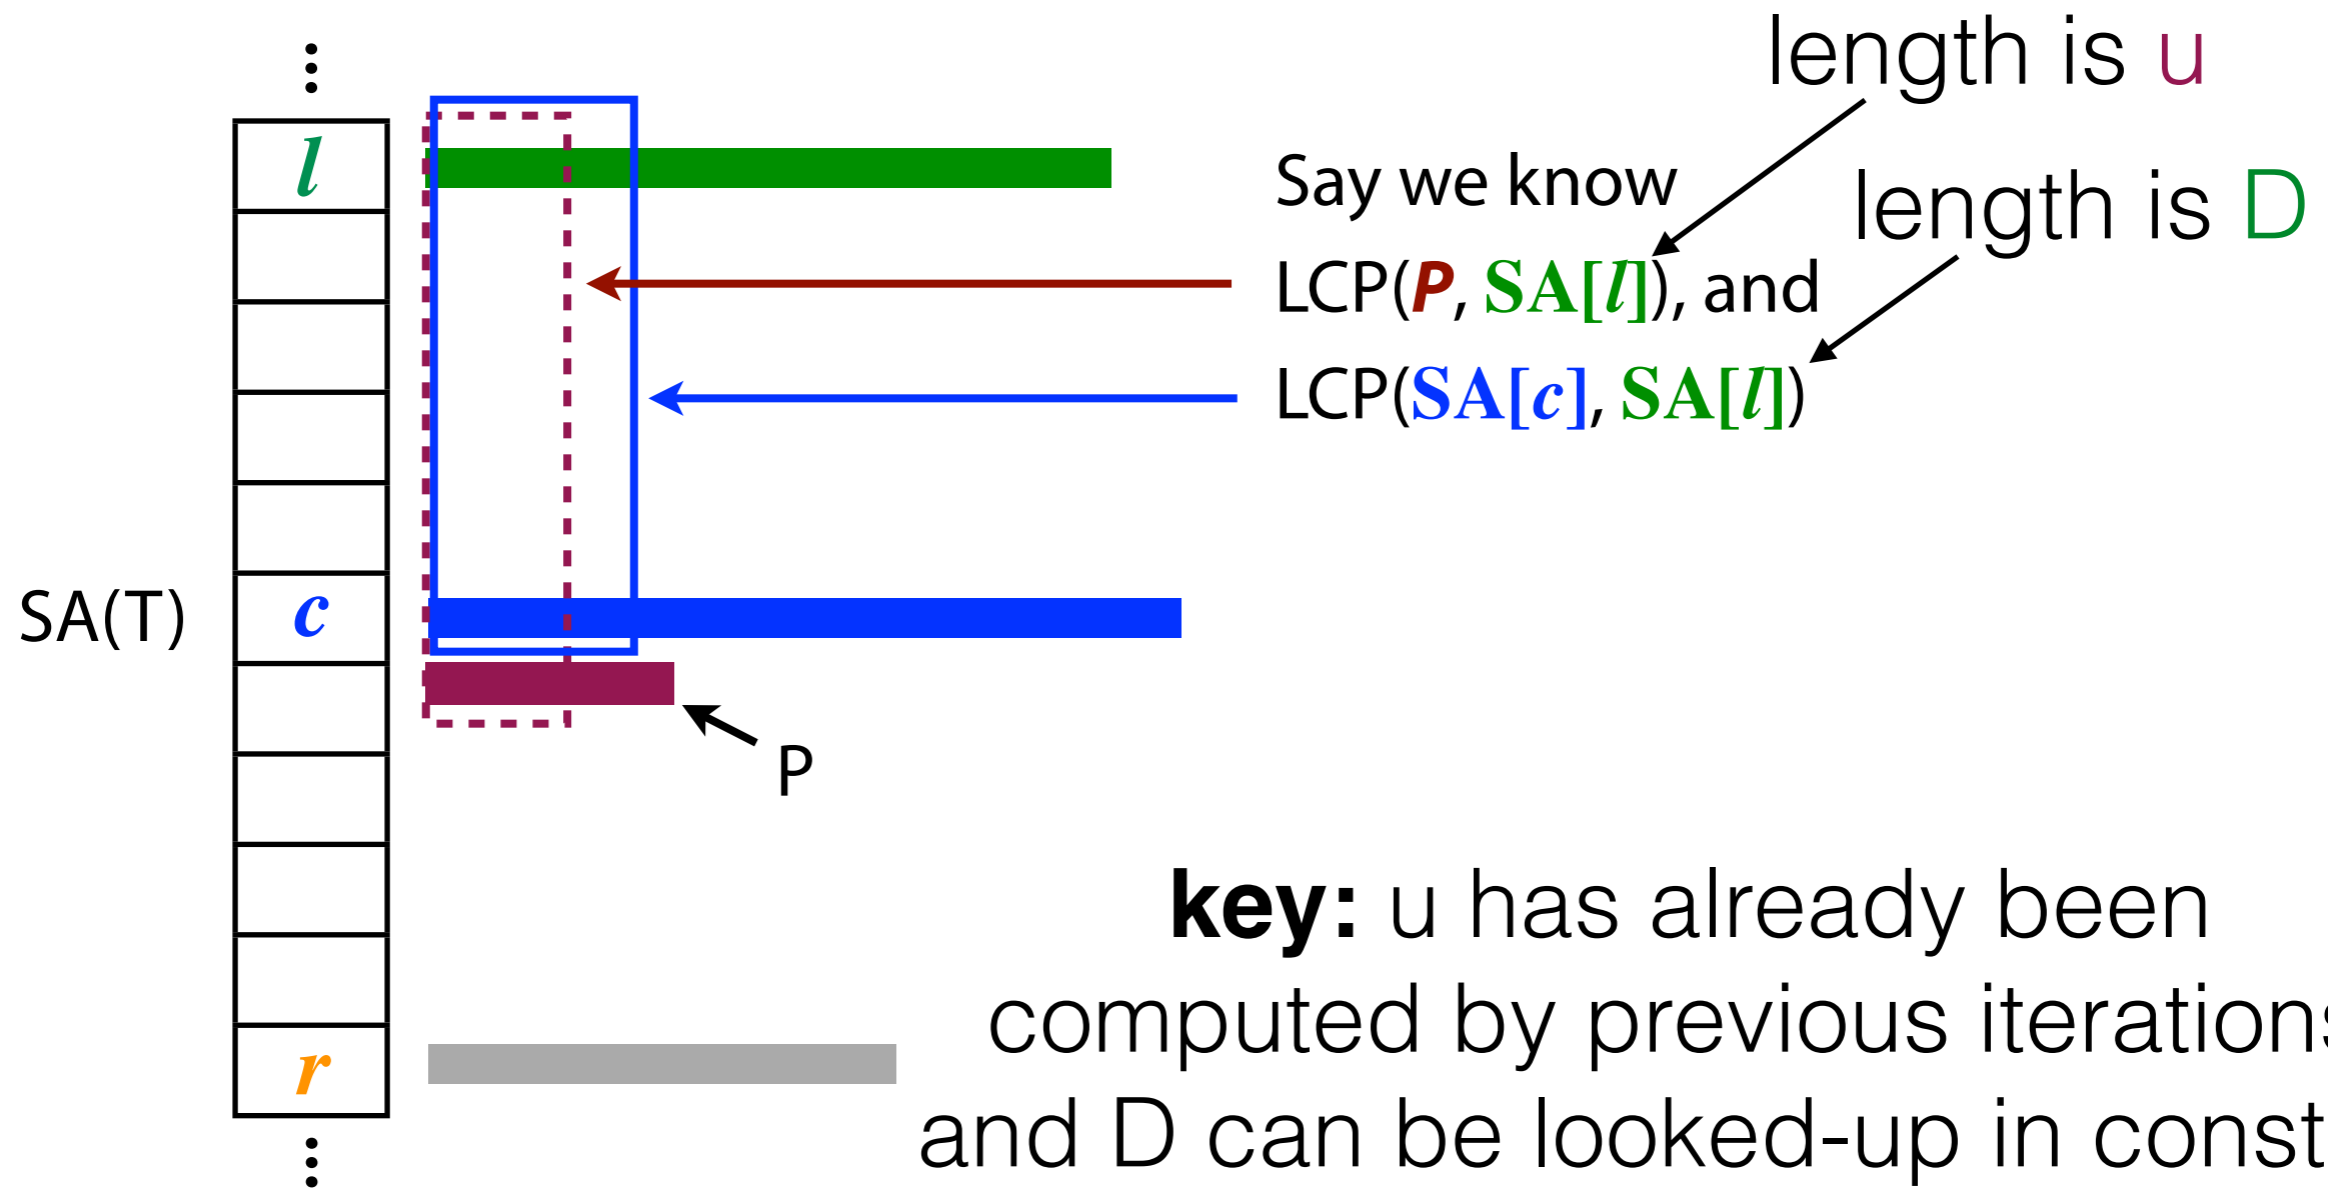 length is u
length is D
Say we know
LCP(P, SA[l]), and
LCP(SA[c], SA[l])
l
SA(T)
c
P
r
key: u has already been
computed by previous iterations
and D can be looked-up in const